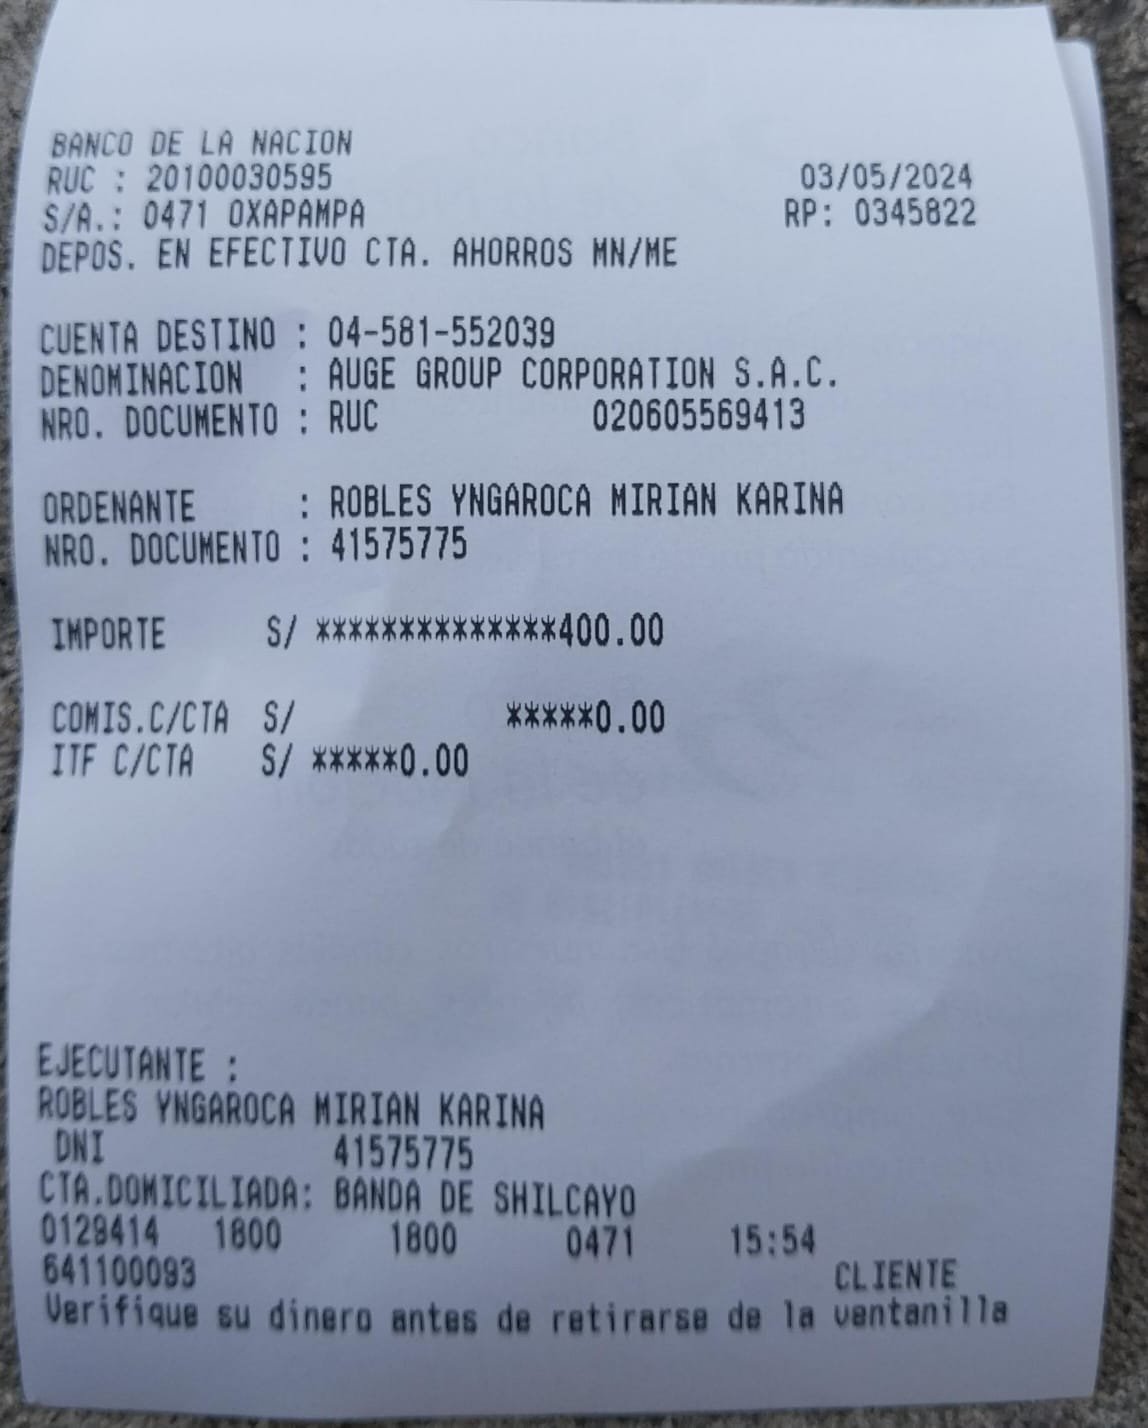 BANCO DE LA NACION
RUC : 20100030595 03/05/2024
S/A.: 0471 OXAPAMPA RP: 0345822
DEPOS. EN EFECTIVO CTA. AHORROS MN/ME
CUENTA DESTINO : 04-581-552039
DENOMINACION : AUGE GROUP CORPORATION S.A.C.
NRO. DOCUMENTO : RUC 020605569413
ORDENANTE : ROBLES YNGAROCA MIRIAN KARINA
NRO. DOCUMENTO : 41575775
IMPORTE S/ **************400.00
COMIS.C/CTA S/ *****0.00
ITF C/CTA S/ *****0.00
EJECUTANTE :
ROBLES YNGAROCA MIRIAN KARINA
DNI 41575775
CTA.DOMICILIADA: BANDA DE SHILCAYO
0128414 1800 1800 0471 15:54
641100093 CLIENTE
Verifique su dinero antes de retirarse de la ventanilla